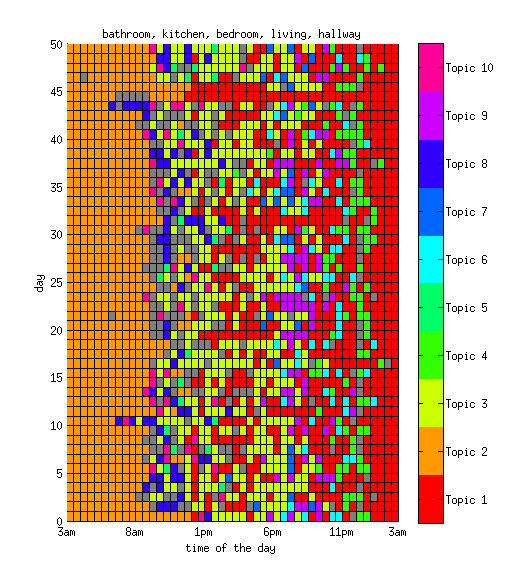 bathroom, kitchen, bedroom, living, hallway
50
45
40
35
30
25
20
15
10
5
0
day
3am 8am 1pm 6pm 11pm 3am
time of the day
Topic 10
Topic 9
Topic 8
Topic 7
Topic 6
Topic 5
Topic 4
Topic 3
Topic 2
Topic 1